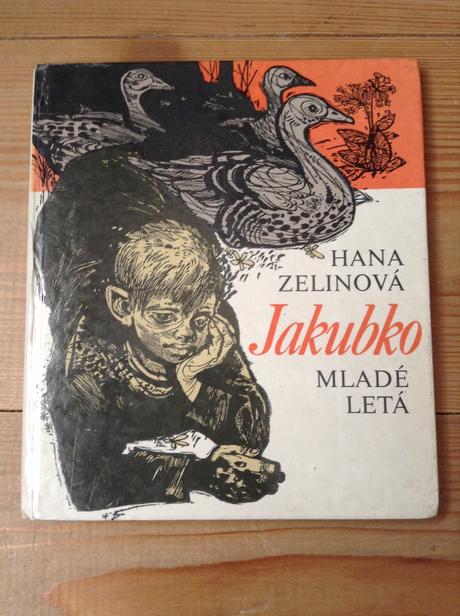 HANA
ZELINOVÁ
Jakubko
MLADÉ
LETÁ